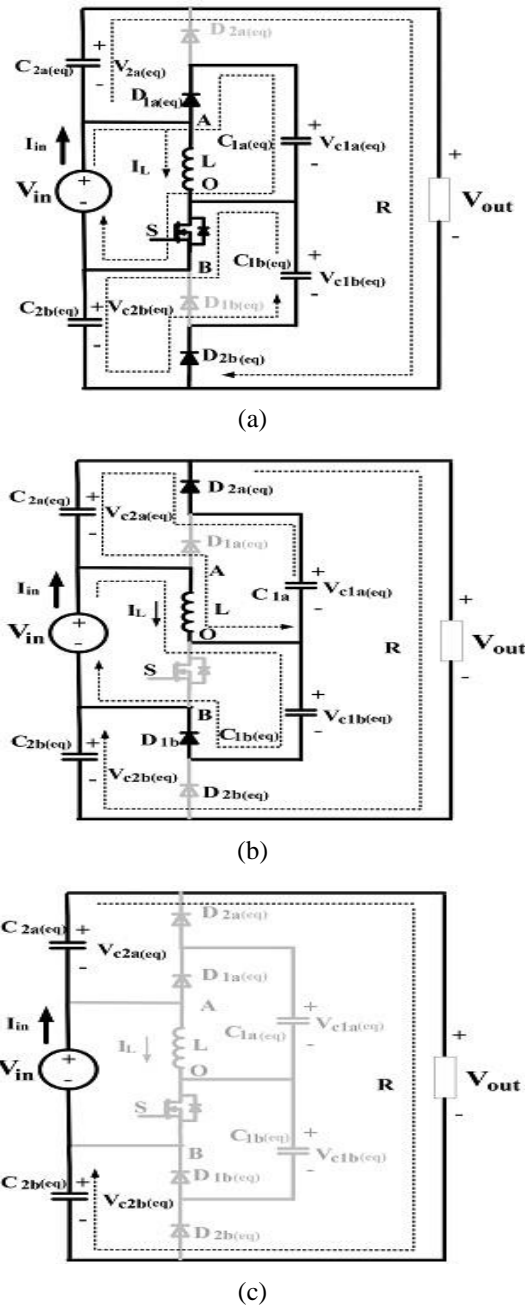 D2a(eq)
C2a(eq)
+
V2a(eq)
-
D1a(eq)
A
Iin
C1a(eq)
+
Vc1a(eq)
-
IL
L
O
+
Vin
-
S
R
+
Vout
-
B
C1b(eq)
+
Vc1b(eq)
-
C2b(eq)
+
Vc2b(eq)
-
D1b(eq)
D2b(eq)
(a)
C2a(eq)
+
Vc2a(eq)
-
D2a(eq)
D1a(eq)
A
Iin
C1a
+
Vc1a(eq)
-
IL
L
O
+
Vin
-
S
R
+
Vout
-
B
C1b(eq)
+
Vc1b(eq)
-
D1b
C2b(eq)
+
Vc2b(eq)
-
D2b(eq)
(b)
D2a(eq)
C2a(eq)
+
Vc2a(eq)
-
D1a(eq)
A
Iin
C1a(eq)
+
Vc1a(eq)
-
IL
L
O
+
Vin
-
S
R
+
Vout
-
B
C1b(eq)
+
Vc1b(eq)
-
D1b(eq)
C2b(eq)
+
Vc2b(eq)
-
D2b(eq)
(c)